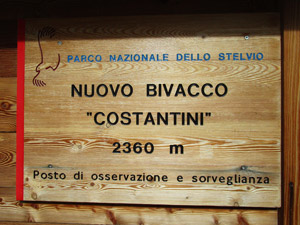 PARCO NAZIONALE DELLO STELVIO
NUOVO BIVACCO
"COSTANTINI"
2360 m
Posto di osservazione e sorveglianza